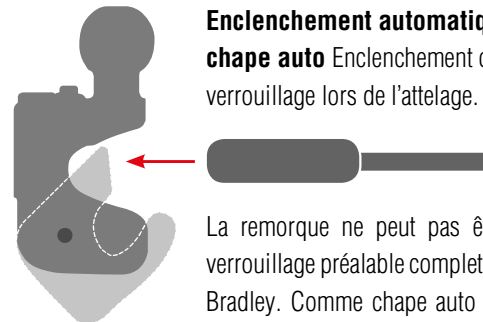 Enclenchement automatiq
chape auto Enclenchement d
verrouillage lors de l’attelage.
La remorque ne peut pas ê
verrouillage préalable complet
Bradley. Comme chape auto